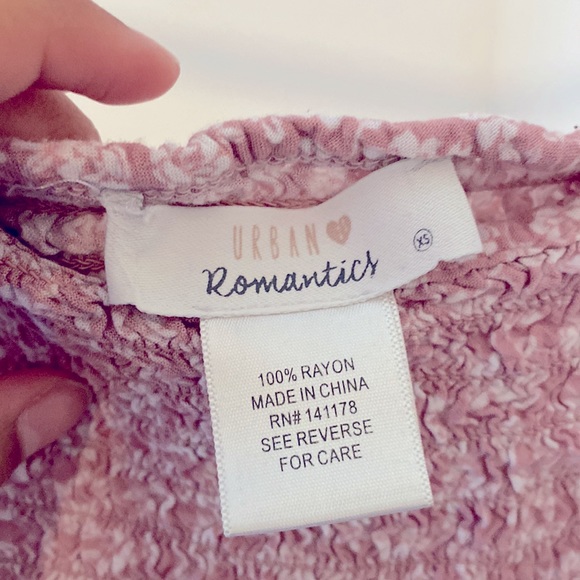 URBAN
Romantics
XS
100% RAYON
MADE IN CHINA
RN# 141178
SEE REVERSE
FOR CARE